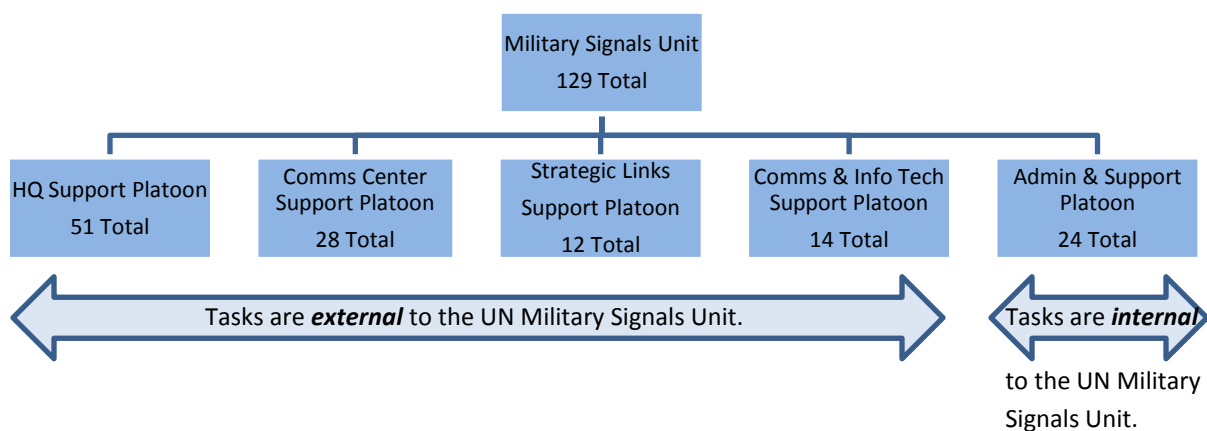 Military Signals Unit
129 Total
HQ Support Platoon
51 Total
Comms Center
Support Platoon
28 Total
Strategic Links
Support Platoon
12 Total
Comms & Info Tech
Support Platoon
14 Total
Admin & Support
Platoon
24 Total
Tasks are external to the UN Military Signals Unit.
Tasks are internal
to the UN Military
Signals Unit.